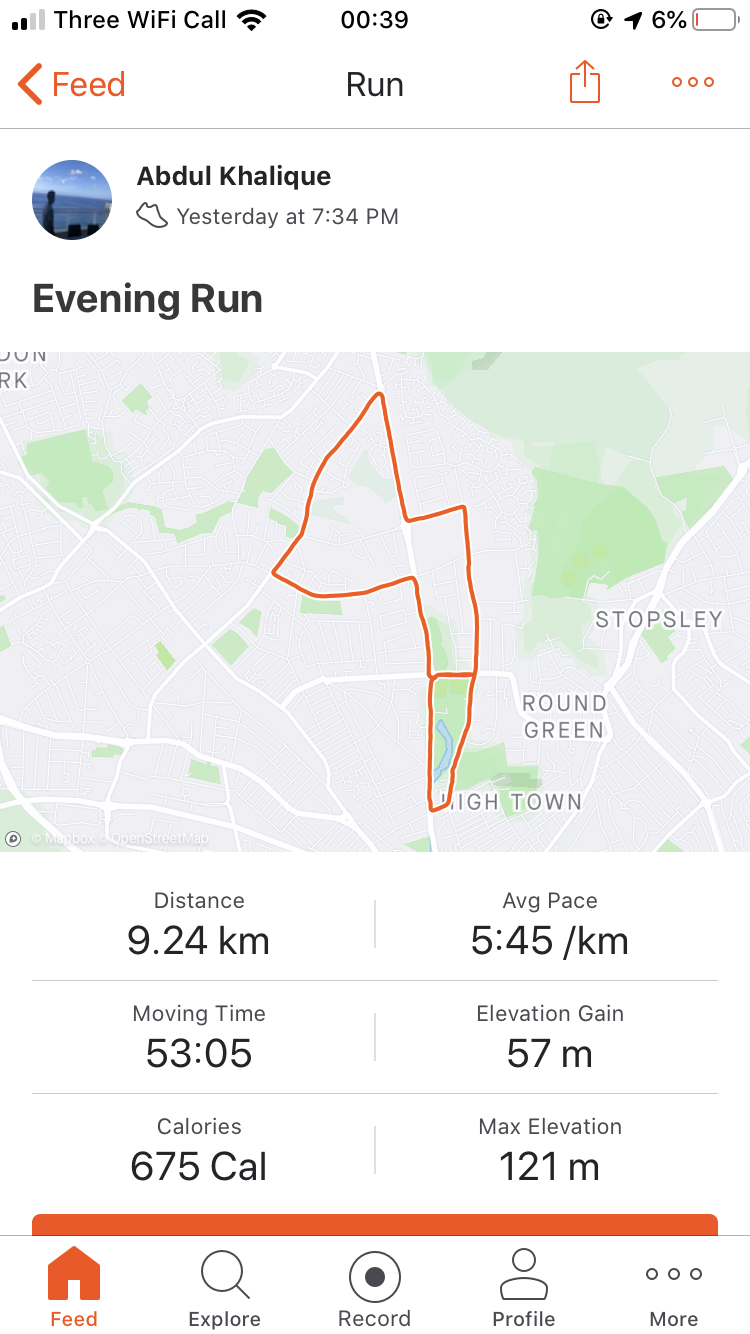 Three WiFi Call 00:39 6%
Feed Run
Abdul Khalique
Yesterday at 7:34 PM
Evening Run
RK
STOPSLEY
ROUND
GREEN
HIGH TOWN
© Mapbox © OpenStreetMap
Distance Avg Pace
9.24 km 5:45 /km
Moving Time Elevation Gain
53:05 57 m
Calories Max Elevation
675 Cal 121 m
Feed Explore Record Profile More